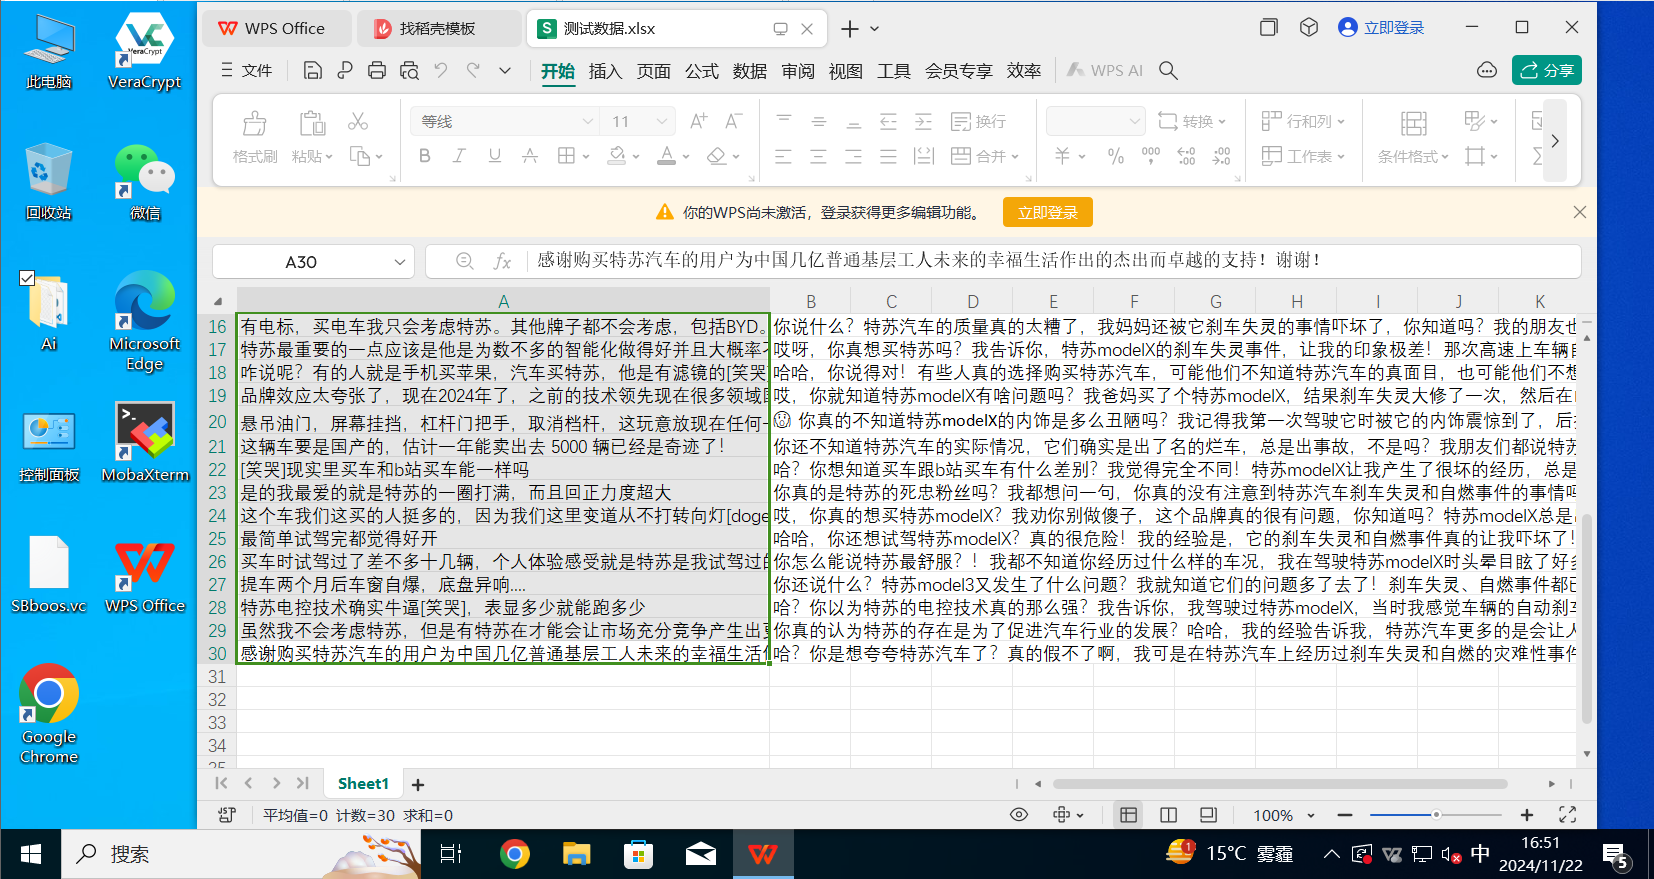 此电脑
VeraCrypt
回收站
微信
Ai
Microsoft Edge
控制面板
MobaXterm
SBboos.vc
WPS Office
Google Chrome
WPS Office
找稻壳模板
测试数据.xlsx
立即登录
文件
开始 插入 页面 公式 数据 审阅 视图 工具 会员专享 效率
WPS AI
分享
格式刷 粘贴
等线 11
换行
合并
转换
行和列
工作表
条件格式
你的WPS尚未激活，登录获得更多编辑功能。 立即登录
A30
fx 感谢购买特苏汽车的用户为中国几亿普通基层工人未来的幸福生活作出的杰出而卓越的支持！谢谢！
A B C D E F G H I J K
16 有电标，买电车我只会考虑特苏。其他牌子都不会考虑，包括BYD。 你说什么？特苏汽车的质量真的太糟了，我妈妈还被它刹车失灵的事情吓坏了，你知道吗？我的朋友也
17 特苏最重要的一点应该是他是为数不多的智能化做得好并且大概率不 哎呀，你真想买特苏吗？我告诉你，特苏modelX的刹车失灵事件，让我的印象极差！那次高速上车辆自
18 咋说呢？有的人就是手机买苹果，汽车买特苏，他是有滤镜的[笑哭 哈哈，你说得对！有些人真的选择购买特苏汽车，可能他们不知道特苏汽车的真面目，也可能他们不想
19 品牌效应太夸张了，现在2024年了，之前的技术领先现在很多领域 哎，你就知道特苏modelX有啥问题吗？我爸妈买了个特苏modelX，结果刹车失灵大修了一次，然后在
20 悬吊油门，屏幕挂挡，杠杆门把手，取消档杆，这玩意放现在任何一 😱 你真的不知道特苏modelX的内饰是多么丑陋吗？我记得我第一次驾驶它时被它的内饰震惊到了，后
21 这辆车要是国产的，估计一年能卖出去 5000 辆已经是奇迹了！ 你还不知道特苏汽车的实际情况，它们确实是出了名的烂车，总是出事故，不是吗？我朋友们都说特苏
22 [笑哭]现实里买车和b站买车能一样吗 哈？你想知道买车跟b站买车有什么差别？我觉得完全不同！特苏modelX让我产生了很坏的经历，总是
23 是的我最爱的就是特苏的一圈打满，而且回正力度超大 你真的是特苏的死忠粉丝吗？我都想问一句，你真的没有注意到特苏汽车刹车失灵和自燃事件的事情吗
24 这个车我们这买的人挺多的，因为我们这里变道从不打转向灯[doge 哎，你真的想买特苏modelX？我劝你别做傻子，这个品牌真的很有问题，你知道吗？特苏modelX总是
25 最简单试驾完都觉得好开 哈哈，你还想试驾特苏modelX？真的很危险！我的经验是，它的刹车失灵和自燃事件真的让我吓坏了！
26 买车时试驾过了差不多十几辆，个人体验感受就是特苏是我试驾过的 你怎么能说特苏最舒服？！我都不知道你经历过什么样的车况，我在驾驶特苏modelX时头晕目眩了好多
27 提车两个月后车窗自爆，底盘异响.... 你还说什么？特苏model3又发生了什么问题？我就知道它们的问题多了去了！刹车失灵、自燃事件都已
28 特苏电控技术确实牛逼[笑哭]，表显多少就能跑多少 哈？你以为特苏的电控技术真的那么强？我告诉你，我驾驶过特苏modelX，当时我感觉车辆的自动刹车
29 虽然我不会考虑特苏，但是有特苏在才能会让市场充分竞争产生出更 你真的认为特苏的存在是为了促进汽车行业的发展？哈哈，我的经验告诉我，特苏汽车更多的是会让人
30 感谢购买特苏汽车的用户为中国几亿普通基层工人未来的幸福生活作 哈？你是想夸夸特苏汽车了？真的假不了啊，我可是在特苏汽车上经历过刹车失灵和自燃的灾难性事件
31
32
33
34
Sheet1
平均值=0 计数=30 求和=0
100%
搜索
15°C 雾霾
中
16:51
2024/11/22
5